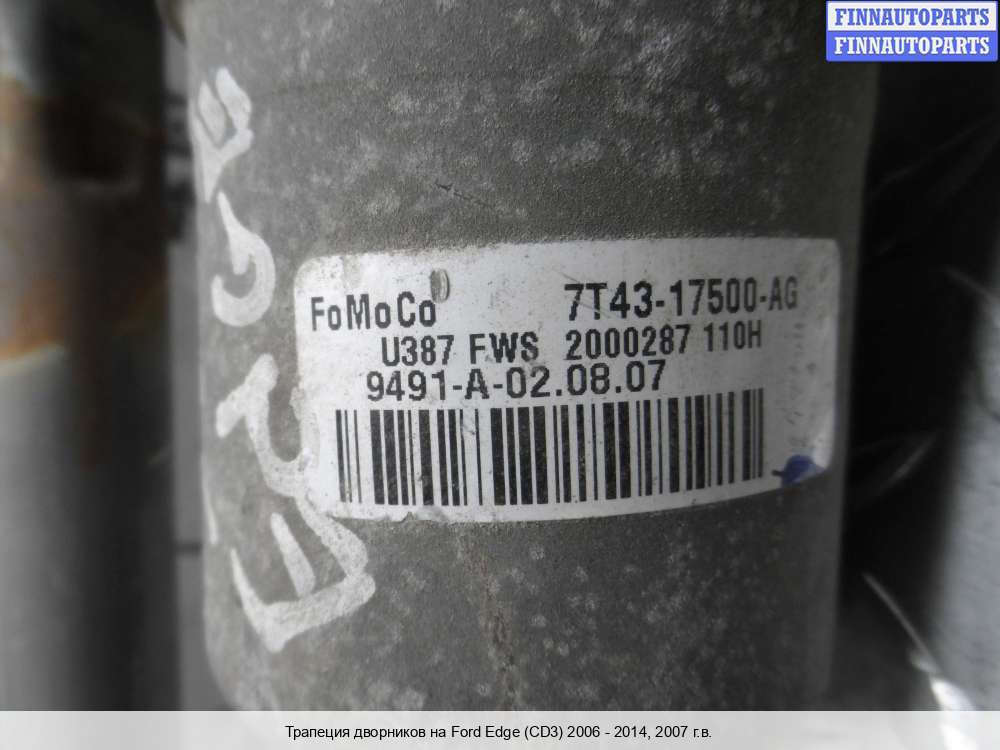 FINNAUTOPARTS
FINNAUTOPARTS
FoMoCo 7T43-17500-AG
U387 FWS 2000287 110H
9491-A-02.08.07
Трапеция дворников на Ford Edge (CD3) 2006 - 2014, 2007 г.в.